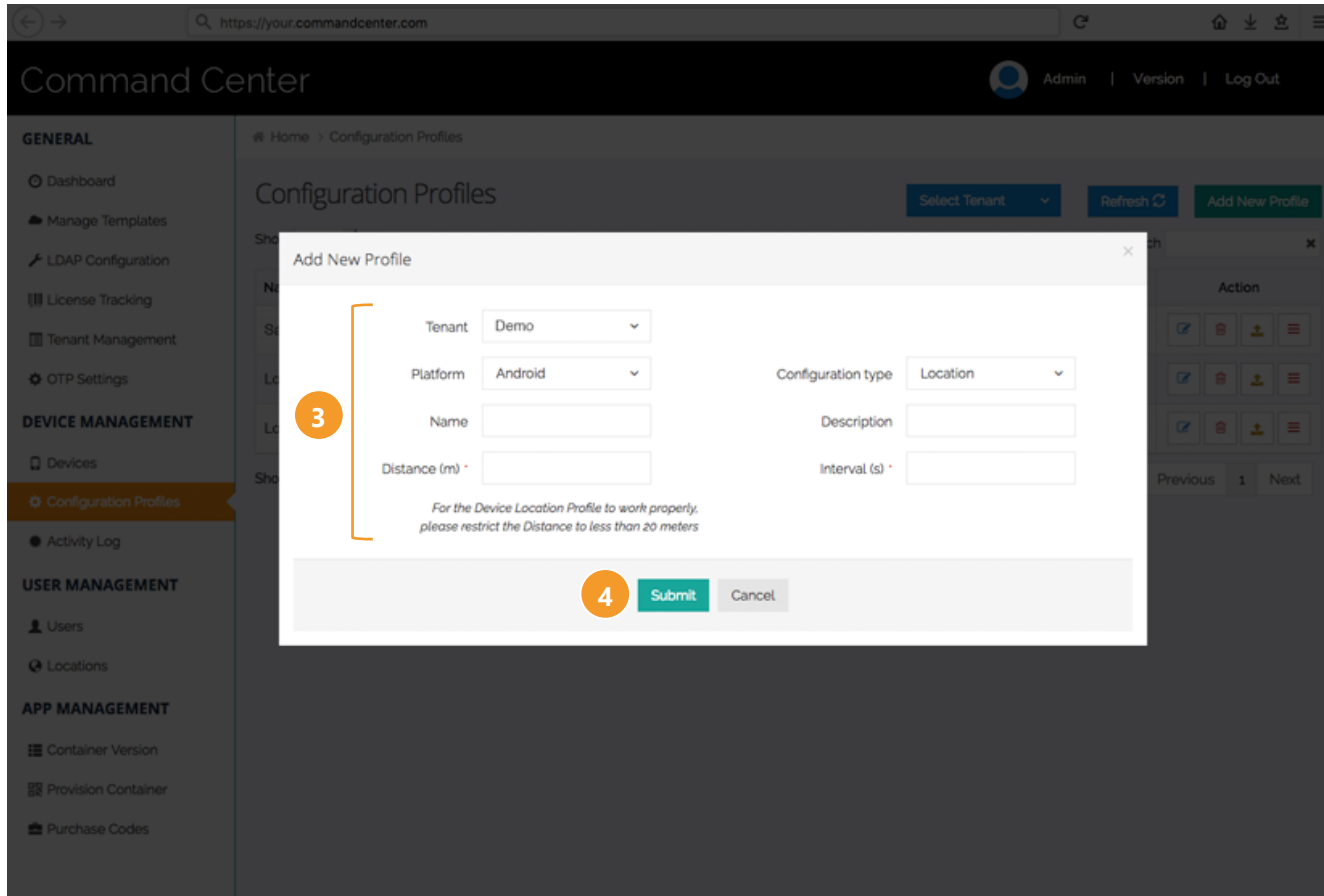 https://your.commandcenter.com
Command Center
Admin | Version | Log Out
GENERAL
Dashboard
Manage Templates
LDAP Configuration
License Tracking
Tenant Management
OTP Settings
DEVICE MANAGEMENT
Devices
Configuration Profiles
Activity Log
USER MANAGEMENT
Users
Locations
APP MANAGEMENT
Container Version
Provision Container
Purchase Codes
Home > Configuration Profiles
Configuration Profiles
Select Tenant
Refresh
Add New Profile
Action
Previous 1 Next
Add New Profile
×
3
Tenant Demo
Platform Android
Configuration type Location
Name
Description
Distance (m) *
Interval (s) *
For the Device Location Profile to work properly,
please restrict the Distance to less than 20 meters
4
Submit
Cancel